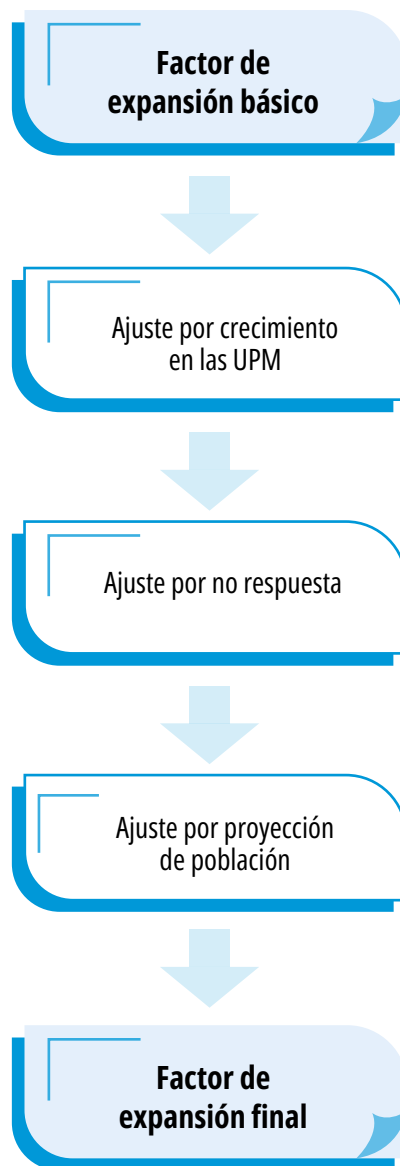 Factor de
expansión básico
Ajuste por crecimiento
en las UPM
Ajuste por no respuesta
Ajuste por proyección
de población
Factor de
expansión final